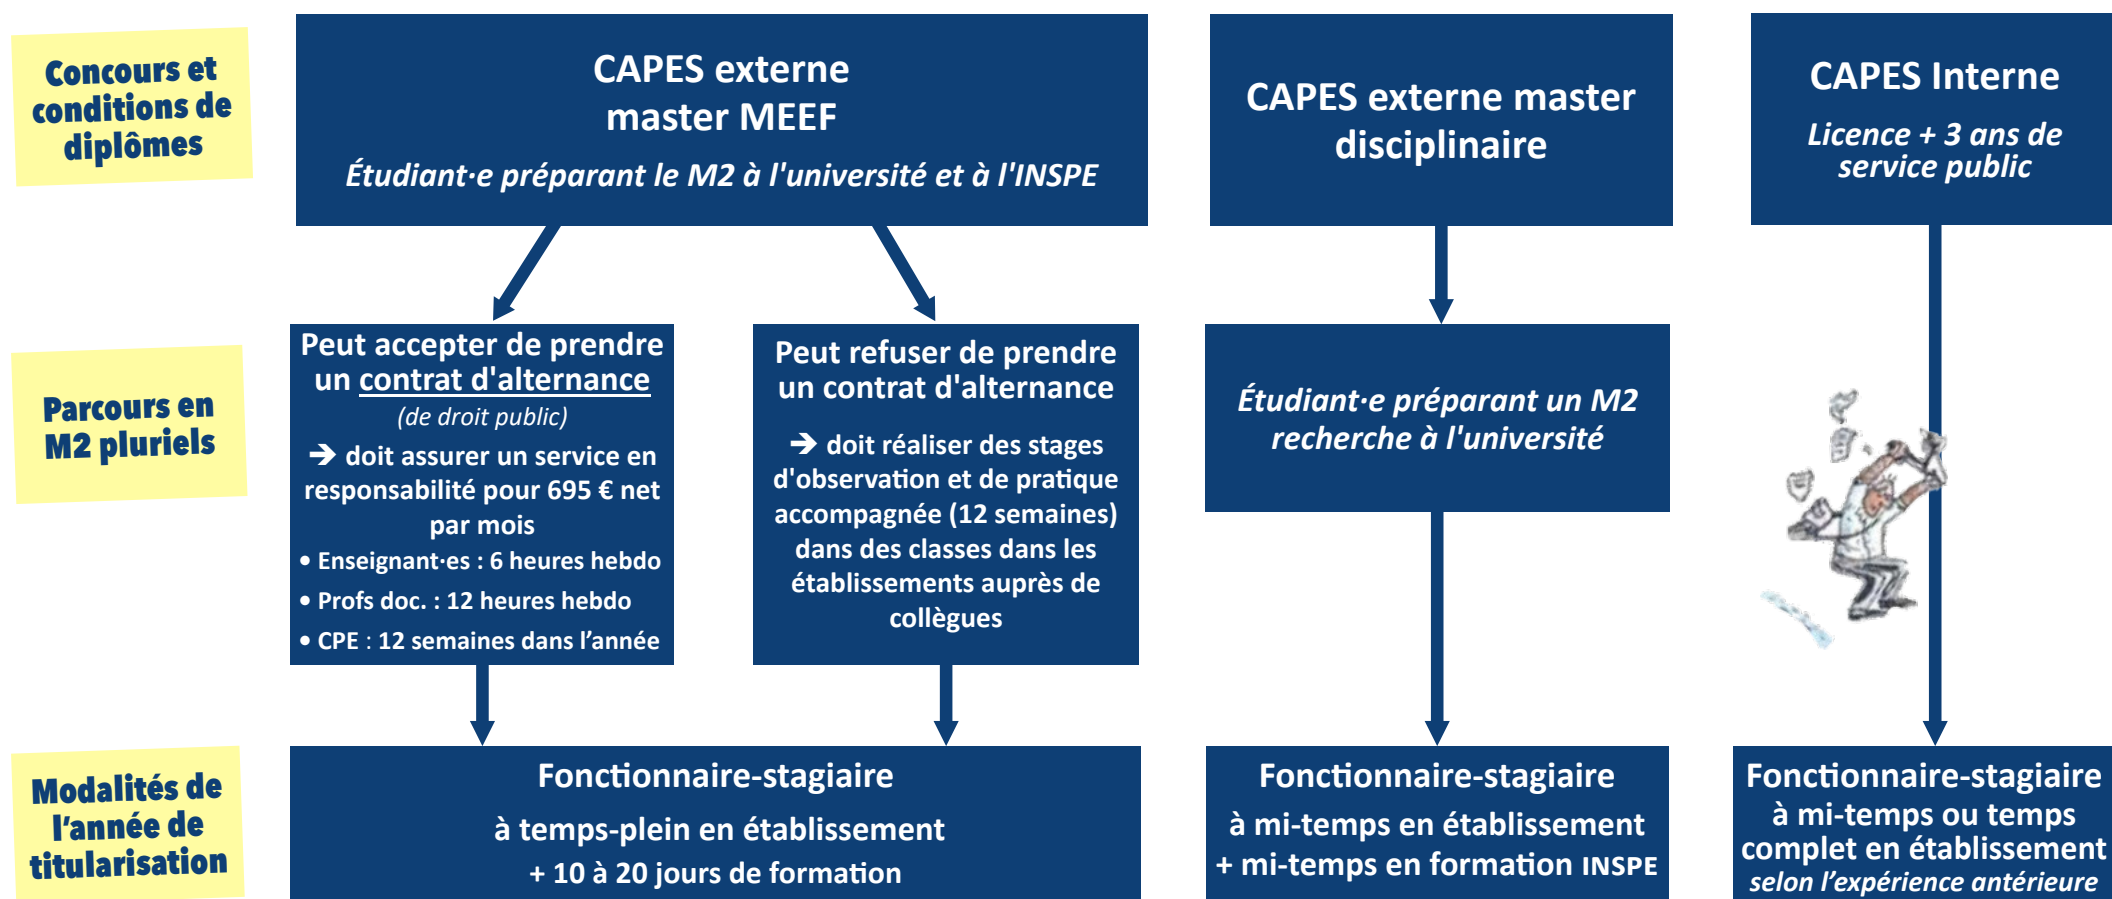 Concours et
conditions de
diplômes
CAPES externe
master MEEF
Étudiant·e préparant le M2 à l'université et à l'INSPE
CAPES externe master
disciplinaire
CAPES Interne
Licence + 3 ans de
service public
Parcours en
M2 pluriels
Peut accepter de prendre
un contrat d'alternance
(de droit public)
➔ doit assurer un service en
responsabilité pour 695 € net
par mois
• Enseignant·es : 6 heures hebdo
• Profs doc. : 12 heures hebdo
• CPE : 12 semaines dans l’année
Peut refuser de prendre
un contrat d'alternance
➔ doit réaliser des stages
d'observation et de pratique
accompagnée (12 semaines)
dans des classes dans les
établissements auprès de
collègues
Étudiant·e préparant un M2
recherche à l'université
Modalités de
l’année de
titularisation
Fonctionnaire-stagiaire
à temps-plein en établissement
+ 10 à 20 jours de formation
Fonctionnaire-stagiaire
à mi-temps en établissement
+ mi-temps en formation INSPE
Fonctionnaire-stagiaire
à mi-temps ou temps
complet en établissement
selon l’expérience antérieure